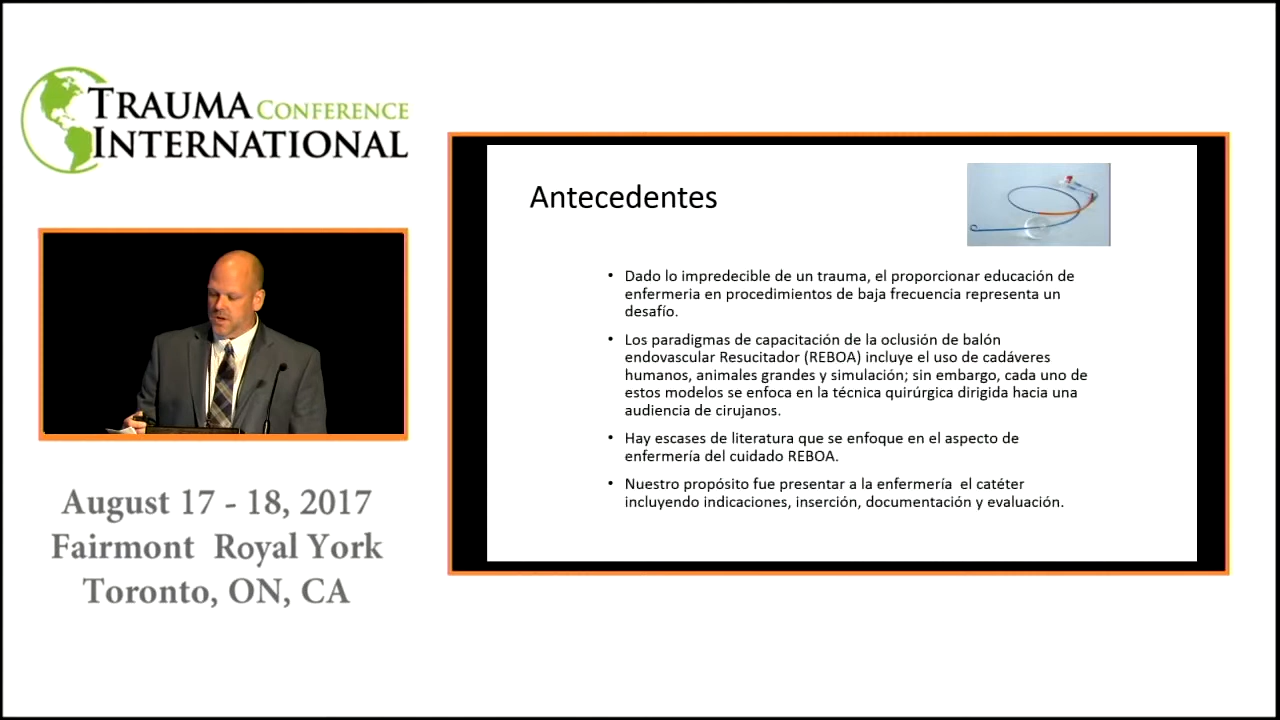 TRAUMA CONFERENCE
INTERNATIONAL
August 17 - 18, 2017
Fairmont Royal York
Toronto, ON, CA
Antecedentes
• Dado lo impredecible de un trauma, el proporcionar educación de
enfermeria en procedimientos de baja frecuencia representa un
desafío.
• Los paradigmas de capacitación de la oclusión de balón
endovascular Resucitador (REBOA) incluye el uso de cadáveres
humanos, animales grandes y simulación; sin embargo, cada uno de
estos modelos se enfoca en la técnica quirúrgica dirigida hacia una
audiencia de cirujanos.
• Hay escases de literatura que se enfoque en el aspecto de
enfermería del cuidado REBOA.
• Nuestro propósito fue presentar a la enfermería el catéter
incluyendo indicaciones, inserción, documentación y evaluación.